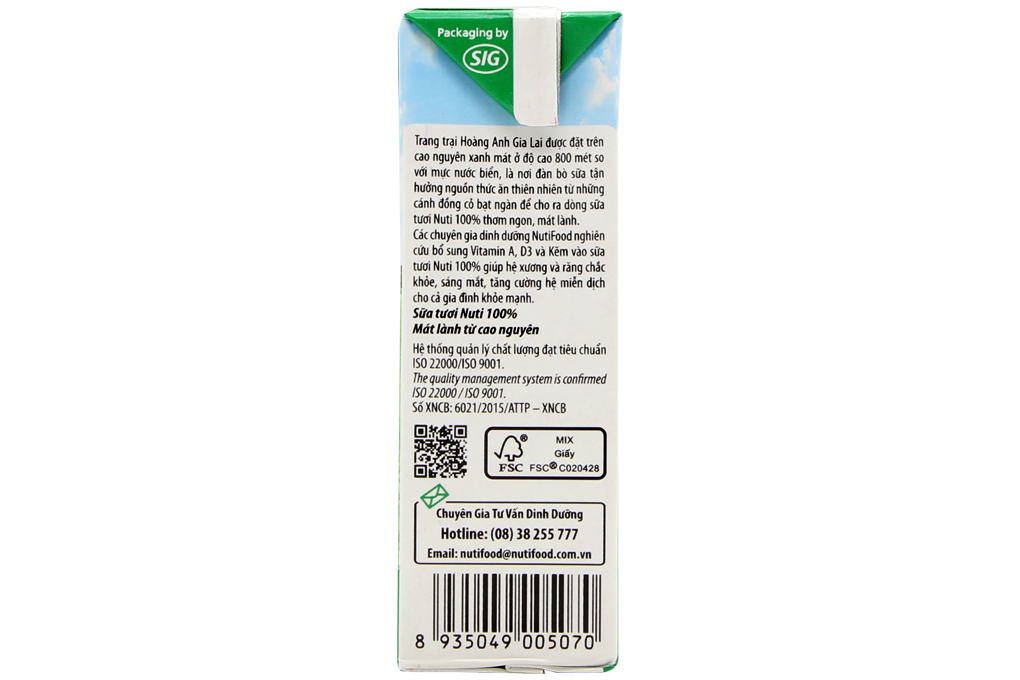 Packaging by
SIG
Trang trại Hoàng Anh Gia Lai được đặt trên
cao nguyên xanh mát ở độ cao 800 mét so
với mực nước biển, là nơi đàn bò sữa tận
hưởng nguồn thức ăn thiên nhiên từ những
cánh đồng cỏ bạt ngàn để cho ra dòng sữa
tươi Nuti 100% thơm ngon, mát lành.
Các chuyên gia dinh dưỡng NutiFood nghiên
cứu bổ sung Vitamin A, D3 và Kẽm vào sữa
tươi Nuti 100% giúp hệ xương và răng chắc
khỏe, sáng mắt, tăng cường hệ miễn dịch
cho cả gia đình khỏe mạnh.
Sữa tươi Nuti 100%
Mát lành từ cao nguyên
Hệ thống quản lý chất lượng đạt tiêu chuẩn
ISO 22000/ISO 9001.
The quality management system is confirmed
ISO 22000 / ISO 9001.
Số XNCB: 6021/2015/ATTP – XNCB
MIX
Giấy
FSC® C020428
®
FSC
Chuyên Gia Tư Vấn Dinh Dưỡng
Hotline: (08) 38 255 777
Email: nutifood@nutifood.com.vn
8 935049 005070